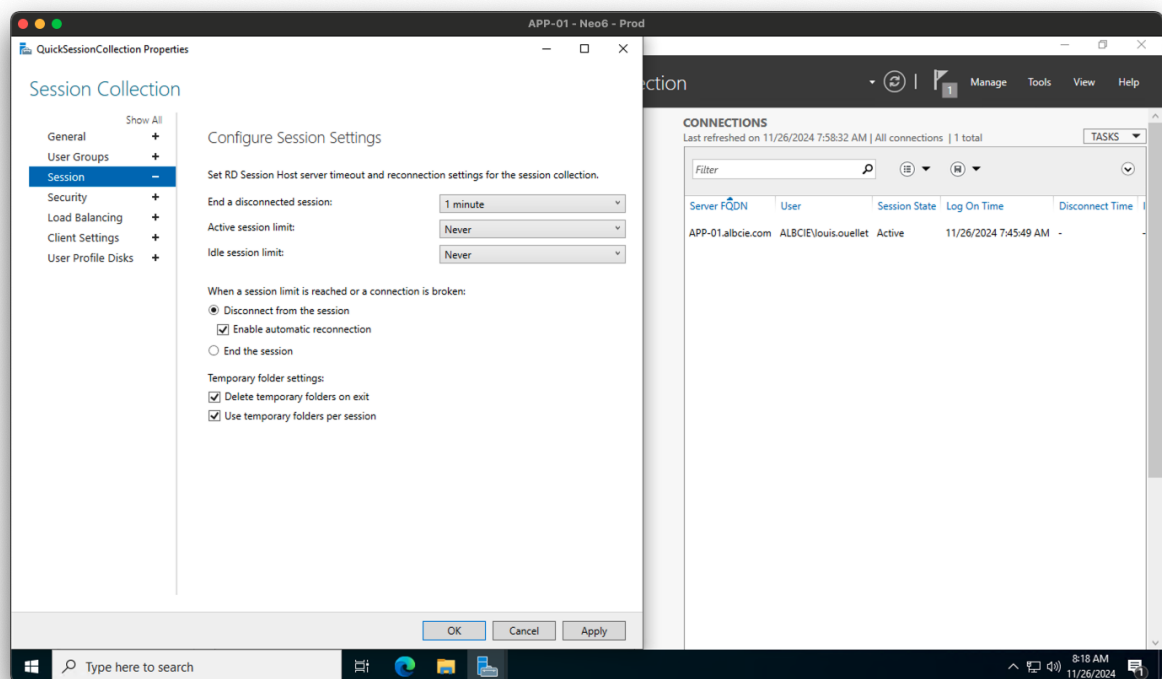 APP-01 - Neo6 - Prod
QuickSessionCollection Properties
Session Collection
Show All
General
User Groups
Session
Security
Load Balancing
Client Settings
User Profile Disks
Configure Session Settings
Set RD Session Host server timeout and reconnection settings for the session collection.
End a disconnected session: 1 minute
Active session limit: Never
Idle session limit: Never
When a session limit is reached or a connection is broken:
Disconnect from the session
Enable automatic reconnection
End the session
Temporary folder settings:
Delete temporary folders on exit
Use temporary folders per session
OK Cancel Apply
ection
1 Manage Tools View Help
CONNECTIONS
Last refreshed on 11/26/2024 7:58:32 AM | All connections | 1 total
TASKS
Filter
Server FQDN User Session State Log On Time Disconnect Time
APP-01.albcie.com ALBCIE\louis.ouellet Active 11/26/2024 7:45:49 AM - -
Type here to search
8:18 AM
11/26/2024
1